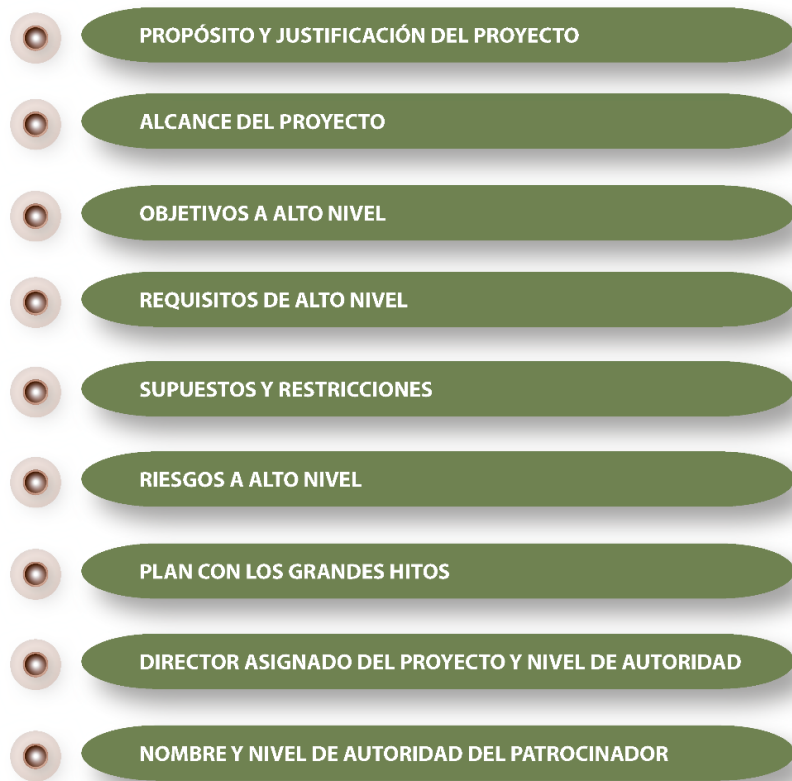 PROPÓSITO Y JUSTIFICACIÓN DEL PROYECTO
ALCANCE DEL PROYECTO
OBJETIVOS A ALTO NIVEL
REQUISITOS DE ALTO NIVEL
SUPUESTOS Y RESTRICCIONES
RIESGOS A ALTO NIVEL
PLAN CON LOS GRANDES HITOS
DIRECTOR ASIGNADO DEL PROYECTO Y NIVEL DE AUTORIDAD
NOMBRE Y NIVEL DE AUTORIDAD DEL PATROCINADOR